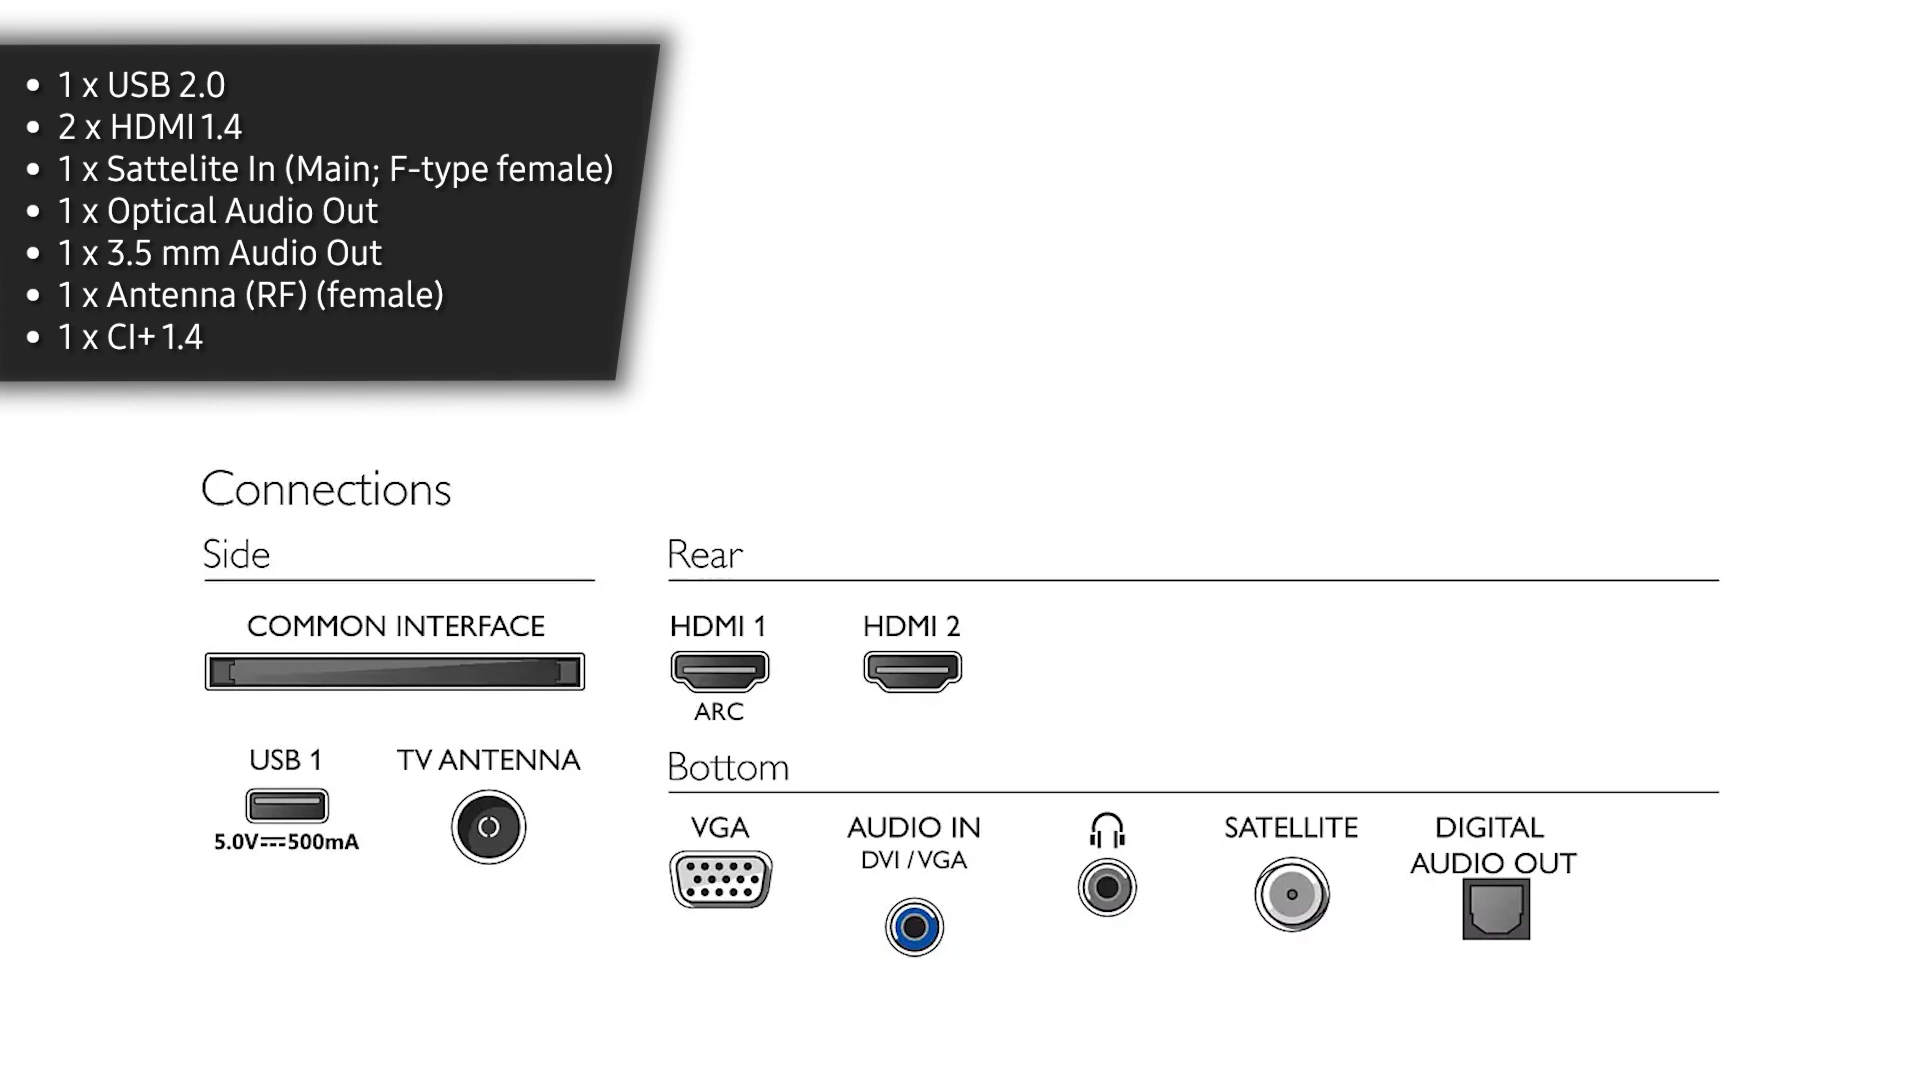 • 1 x USB 2.0
• 2 x HDMI 1.4
• 1 x Sattelite In (Main; F-type female)
• 1 x Optical Audio Out
• 1 x 3.5 mm Audio Out
• 1 x Antenna (RF) (female)
• 1 x CI+ 1.4
Connections
Side
COMMON INTERFACE
USB 1
TV ANTENNA
5.0V⎓500mA
Rear
HDMI 1
HDMI 2
ARC
Bottom
VGA
AUDIO IN
DVI / VGA
SATELLITE
DIGITAL
AUDIO OUT